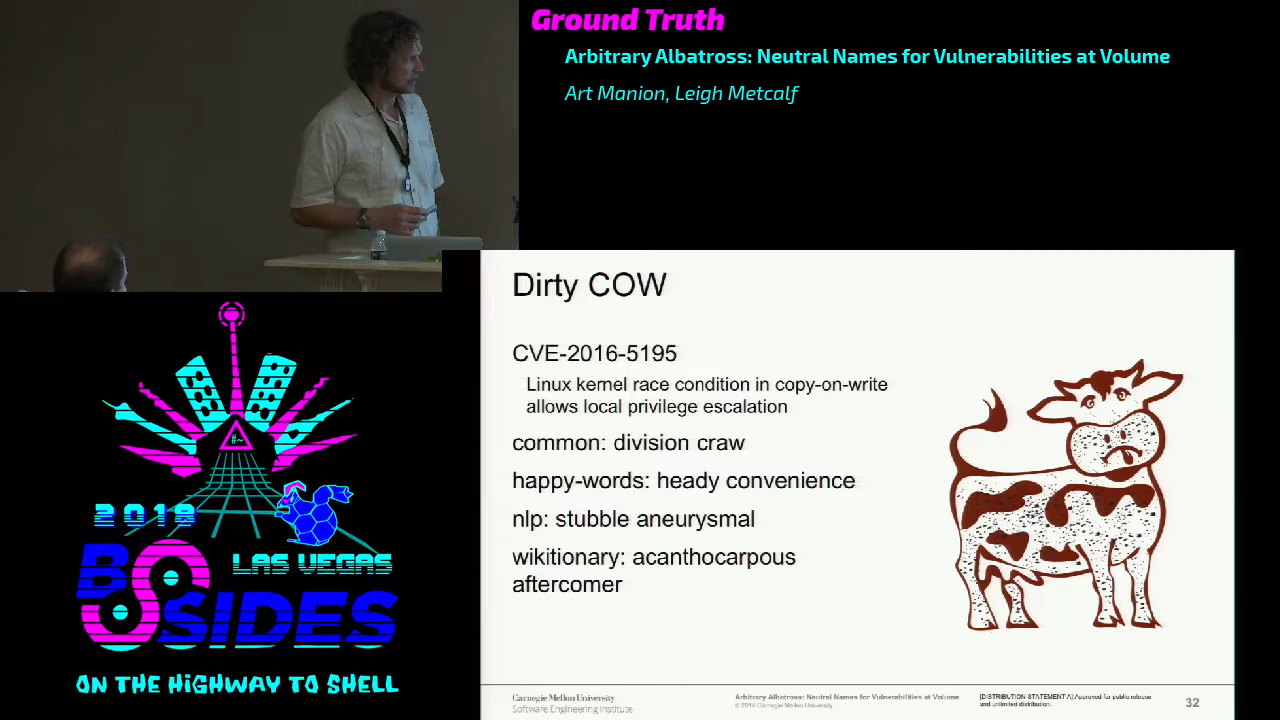 Ground Truth
Arbitrary Albatross: Neutral Names for Vulnerabilities at Volume
Art Manion, Leigh Metcalf
Dirty COW
CVE-2016-5195
Linux kernel race condition in copy-on-write
allows local privilege escalation
common: division craw
happy-words: heady convenience
nlp: stubble aneurysmal
wikitionary: acanthocarpous
aftercomer
#~
2018
BSIDES
LAS VEGAS
ON THE HIGHWAY TO SHELL
Carnegie Mellon University
Software Engineering Institute
Arbitrary Albatross: Neutral Names for Vulnerabilities at Volume
© 2018 Carnegie Mellon University
[DISTRIBUTION STATEMENT A] Approved for public release
and unlimited distribution.
32